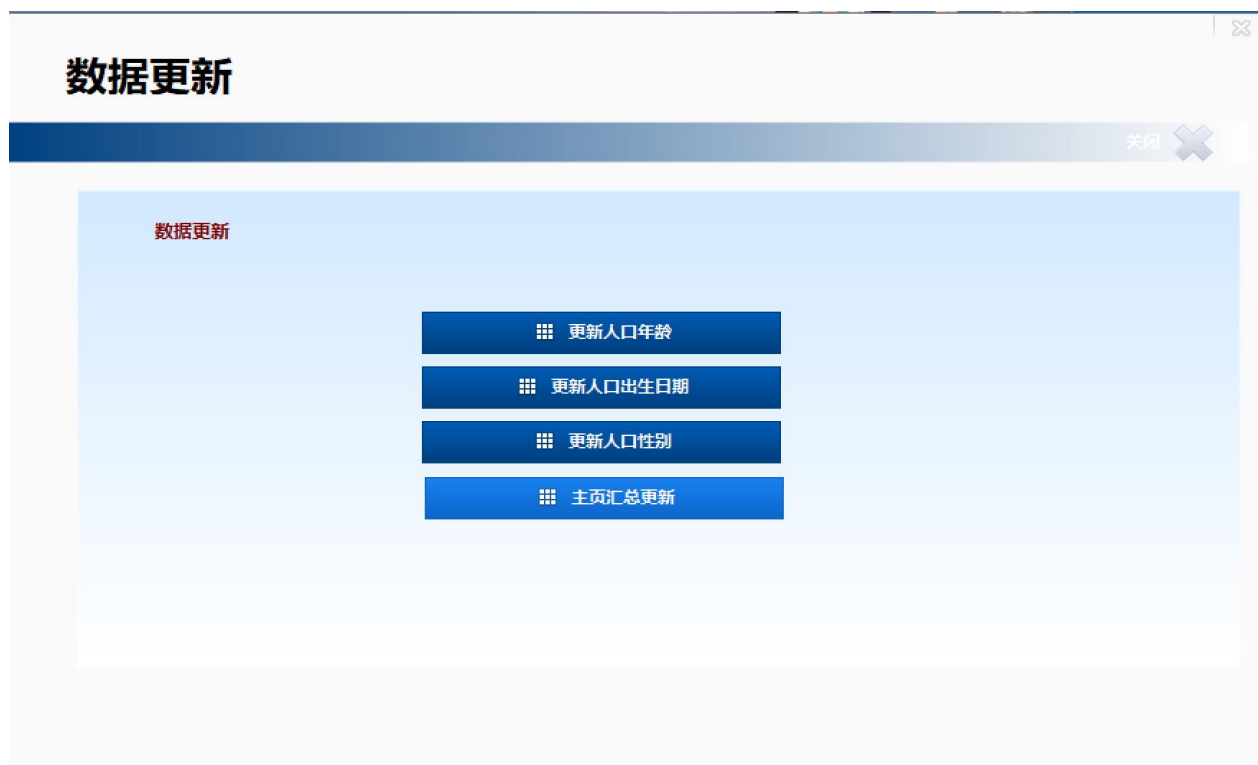 数据更新
关闭
数据更新
更新人口年龄
更新人口出生日期
更新人口性别
主页汇总更新